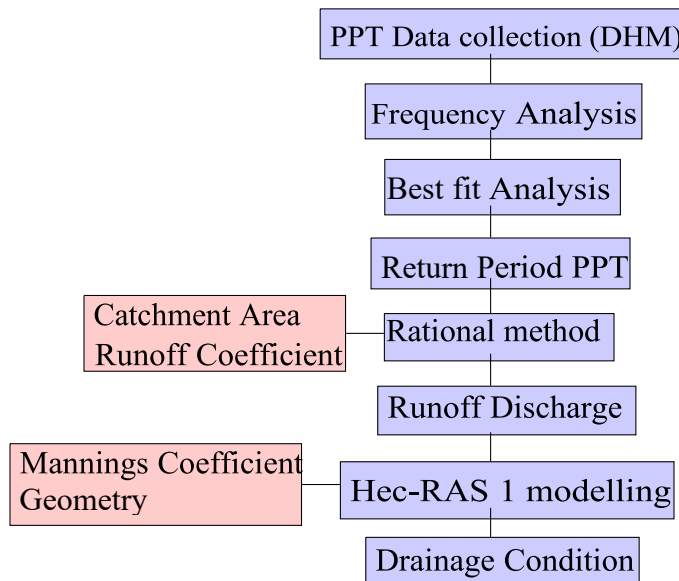 PPT Data collection (DHM)
Frequency Analysis
Best fit Analysis
Return Period PPT
Catchment Area
Runoff Coefficient
Rational method
Runoff Discharge
Mannings Coefficient
Geometry
Hec-RAS 1 modelling
Drainage Condition